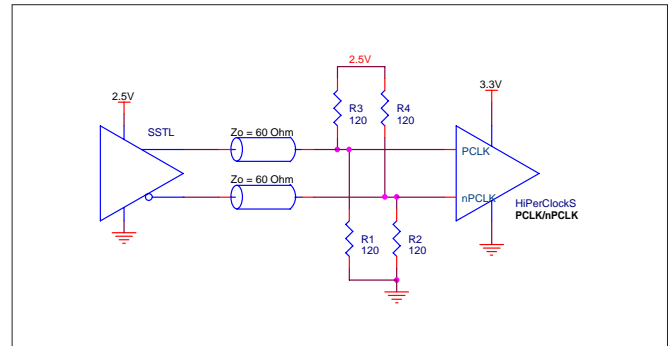 2.5V
3.3V
2.5V
R3
120
R4
120
SSTL
Zo = 60 Ohm
PCLK
Zo = 60 Ohm
nPCLK
HiPerClockS
PCLK/nPCLK
R1
120
R2
120